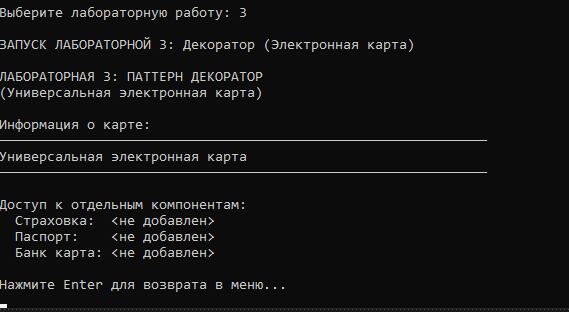 Выберите лабораторную работу: 3
ЗАПУСК ЛАБОРАТОРНОЙ 3: Декоратор (Электронная карта)
ЛАБОРАТОРНАЯ 3: ПАТТЕРН ДЕКОРАТОР
(Универсальная электронная карта)
Информация о карте:
Универсальная электронная карта
Доступ к отдельным компонентам:
Страховка: <не добавлен>
Паспорт: <не добавлен>
Банк карта: <не добавлен>
Нажмите Enter для возврата в меню...